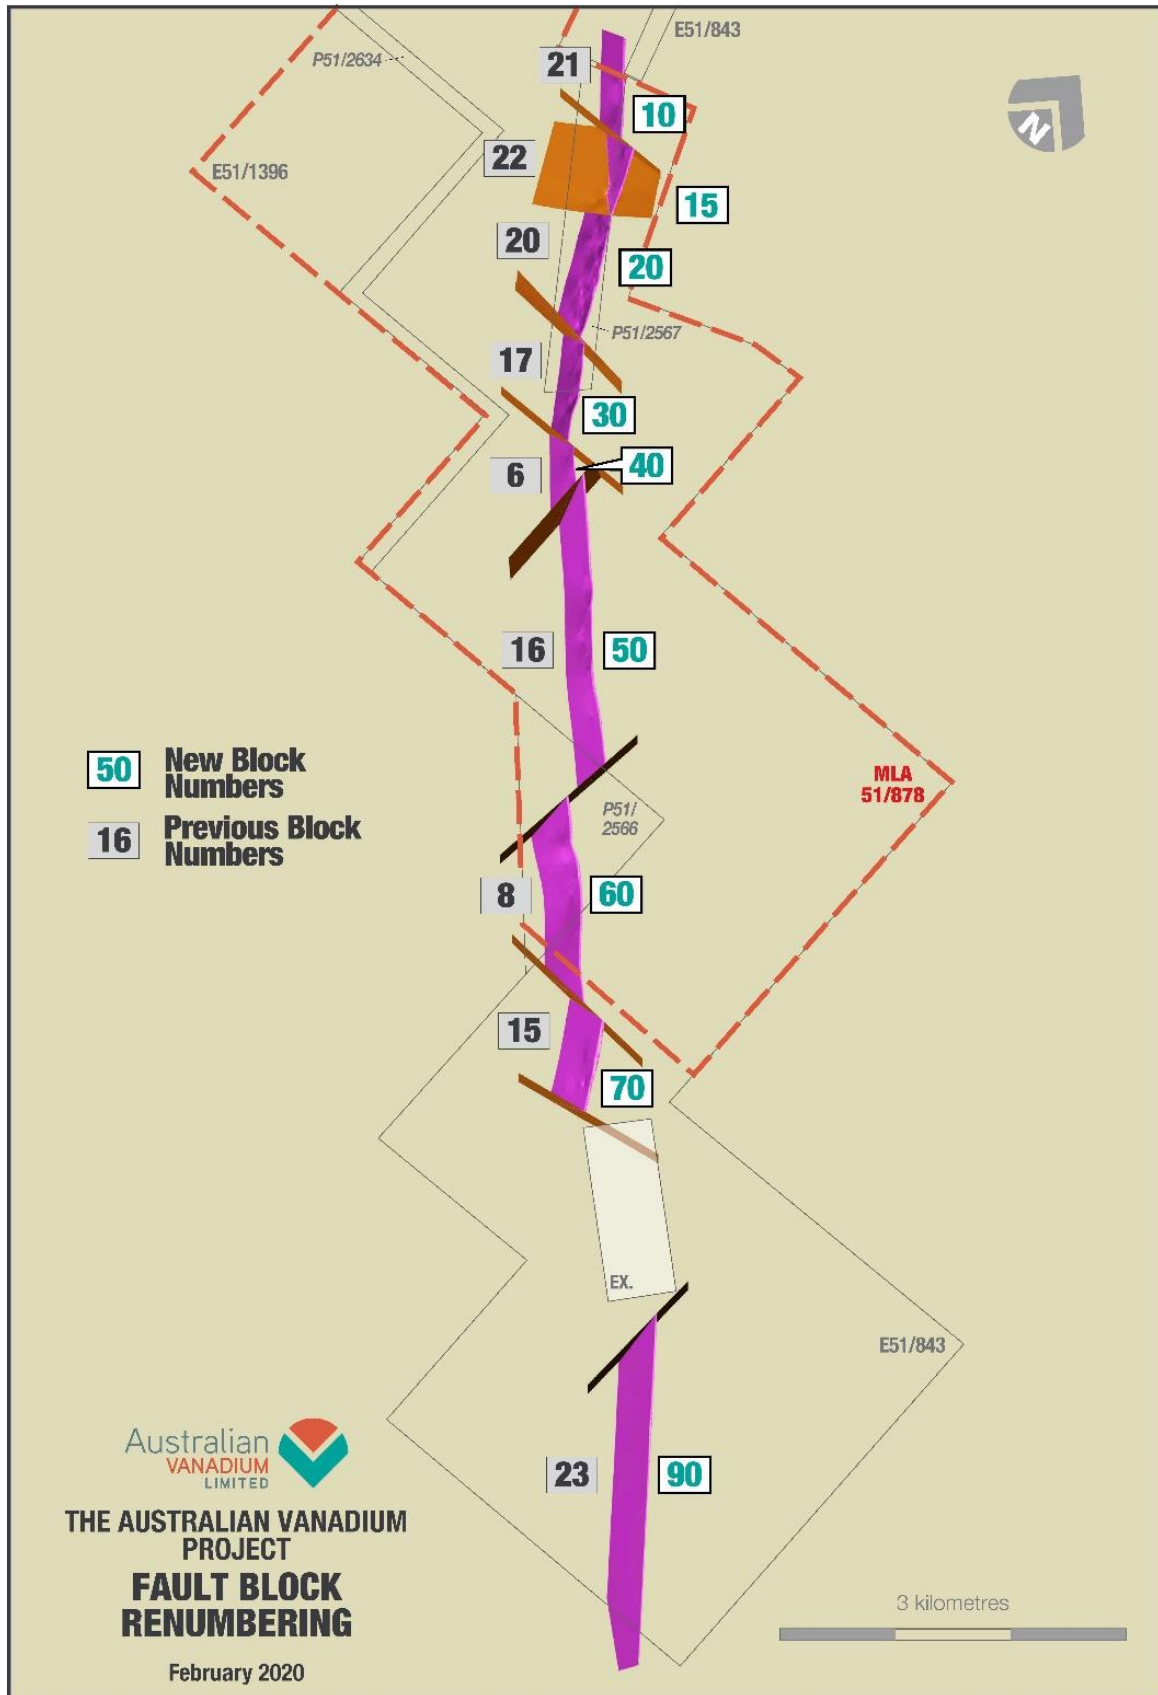 E51/843
P51/2634
21
10
N
22
E51/1396
15
20
20
P51/2567
17
30
40
6
16
50
50 New Block
Numbers
MLA
51/878
P51/
2566
16 Previous Block
Numbers
8
60
15
70
EX.
E51/843
Australian
VANADIUM
LIMITED
23
90
THE AUSTRALIAN VANADIUM
PROJECT
FAULT BLOCK
RENUMBERING
3 kilometres
February 2020